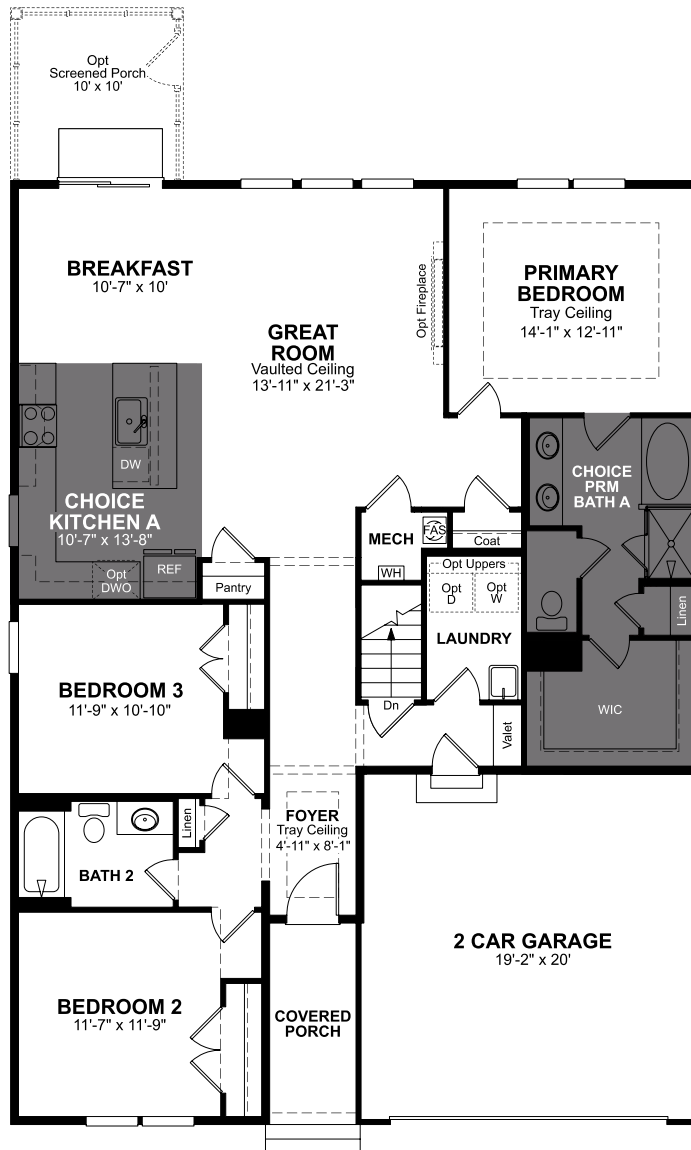 Opt
Screened Porch
10' x 10'
BREAKFAST
10'-7" x 10'
GREAT
ROOM
Vaulted Ceiling
13'-11" x 21'-3"
Opt Fireplace
PRIMARY
BEDROOM
Tray Ceiling
14'-1" x 12'-11"
DW
CHOICE
KITCHEN A
10'-7" x 13'-8"
Opt
DWO
REF
Pantry
MECH
FAS
WH
Coat
CHOICE
PRM
BATH A
Linen
Opt Uppers
Opt
D
Opt
W
LAUNDRY
Dn
Valet
WIC
BEDROOM 3
11'-9" x 10'-10"
Linen
BATH 2
FOYER
Tray Ceiling
4'-11" x 8'-1"
2 CAR GARAGE
19'-2" x 20'
BEDROOM 2
11'-7" x 11'-9"
COVERED
PORCH